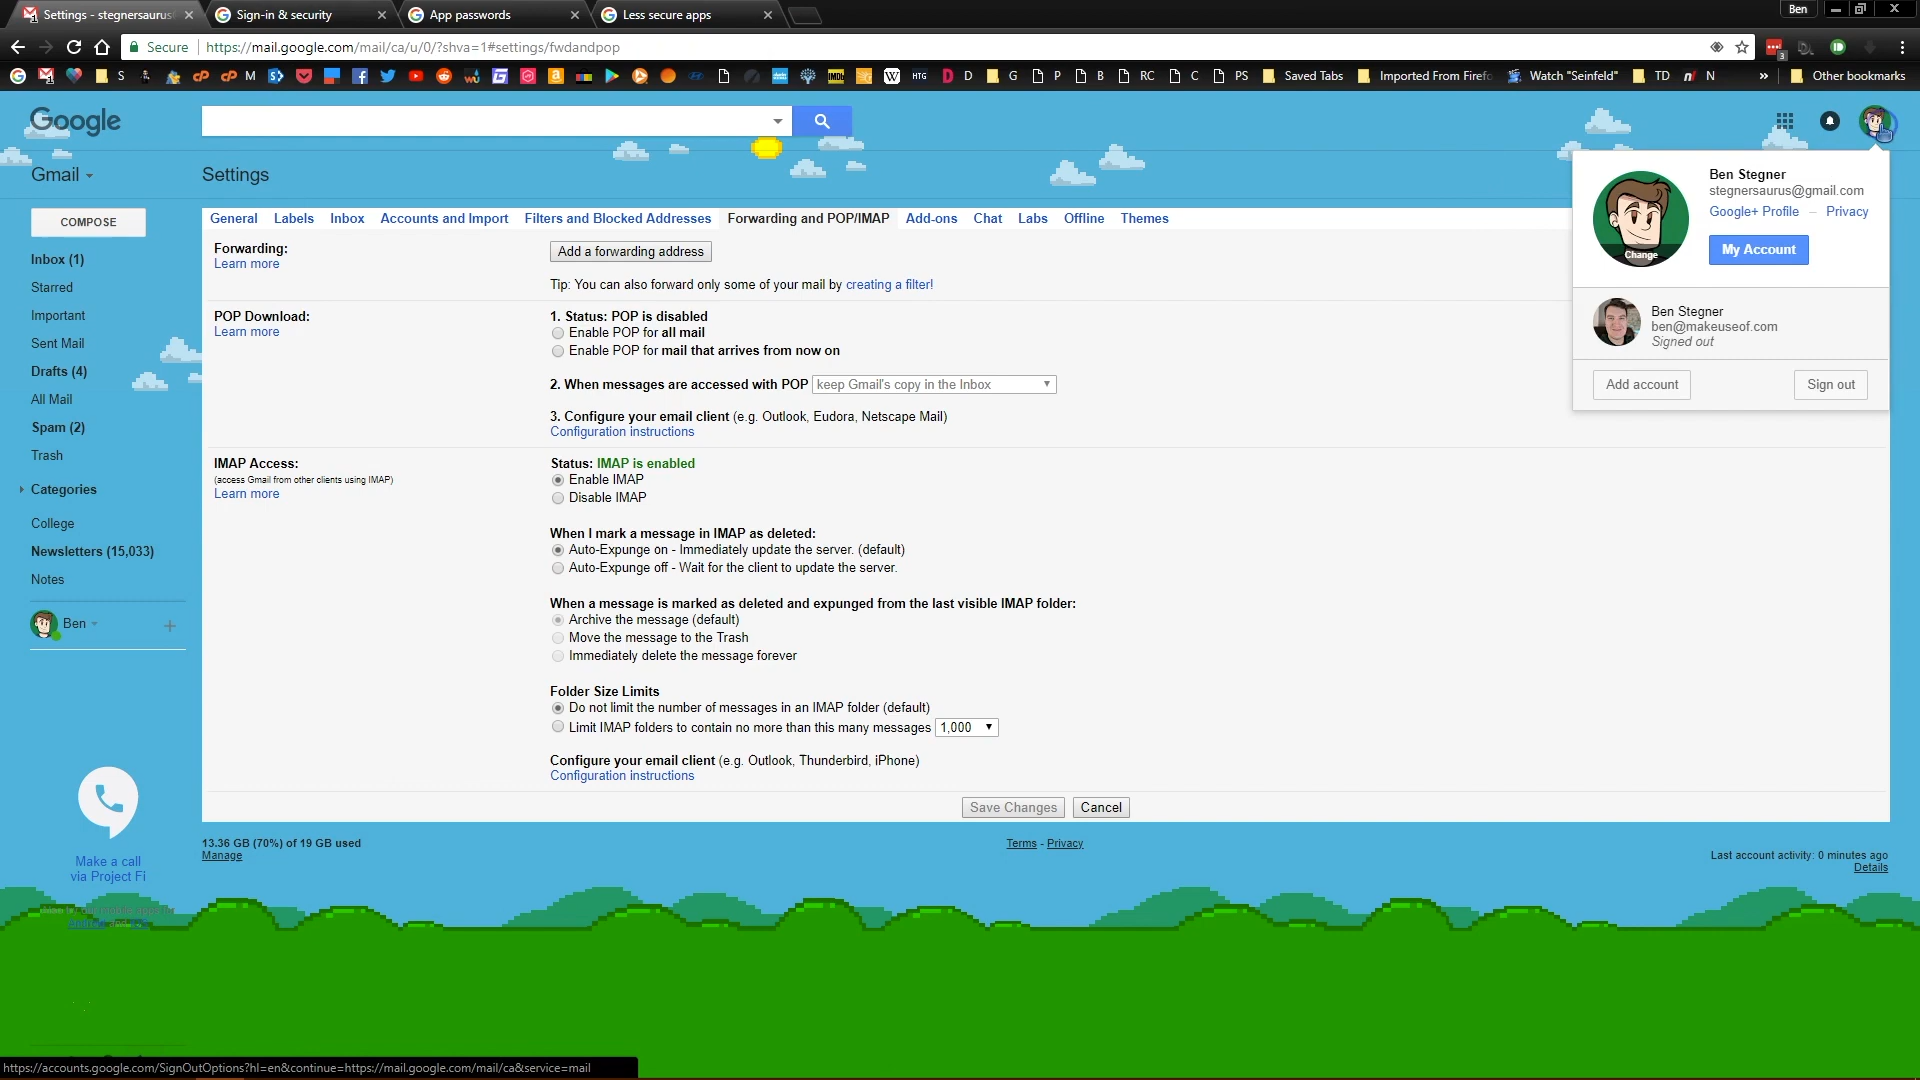 Settings - stegnersaurus
Sign-in & security
App passwords
Less secure apps
Ben
Secure
https://mail.google.com/mail/ca/u/0/?shva=1#settings/fwdandpop
S
M
IMDb
W
HTG
D
D
G
P
B
RC
C
PS
Saved Tabs
Imported From Firefo
Watch "Seinfeld"
TD
N
»
Other bookmarks
Google
Gmail
Settings
COMPOSE
Inbox (1)
Starred
Important
Sent Mail
Drafts (4)
All Mail
Spam (2)
Trash
Categories
College
Newsletters (15,033)
Notes
Ben
+
Make a call
via Project Fi
General
Labels
Inbox
Accounts and Import
Filters and Blocked Addresses
Forwarding and POP/IMAP
Add-ons
Chat
Labs
Offline
Themes
Forwarding:
Learn more
Add a forwarding address
Tip: You can also forward only some of your mail by creating a filter!
POP Download:
Learn more
1. Status: POP is disabled
Enable POP for all mail
Enable POP for mail that arrives from now on
2. When messages are accessed with POP keep Gmail's copy in the Inbox
3. Configure your email client (e.g. Outlook, Eudora, Netscape Mail)
Configuration instructions
IMAP Access:
(access Gmail from other clients using IMAP)
Learn more
Status: IMAP is enabled
Enable IMAP
Disable IMAP
When I mark a message in IMAP as deleted:
Auto-Expunge on - Immediately update the server. (default)
Auto-Expunge off - Wait for the client to update the server.
When a message is marked as deleted and expunged from the last visible IMAP folder:
Archive the message (default)
Move the message to the Trash
Immediately delete the message forever
Folder Size Limits
Do not limit the number of messages in an IMAP folder (default)
Limit IMAP folders to contain no more than this many messages 1,000
Configure your email client (e.g. Outlook, Thunderbird, iPhone)
Configuration instructions
Save Changes
Cancel
Ben Stegner
stegnersaurus@gmail.com
Google+ Profile – Privacy
Change
My Account
Ben Stegner
ben@makeuseof.com
Signed out
Add account
Sign out
13.36 GB (70%) of 19 GB used
Manage
Terms - Privacy
Last account activity: 0 minutes ago
Details
https://accounts.google.com/SignOutOptions?hl=en&continue=https://mail.google.com/mail/ca&service=mail